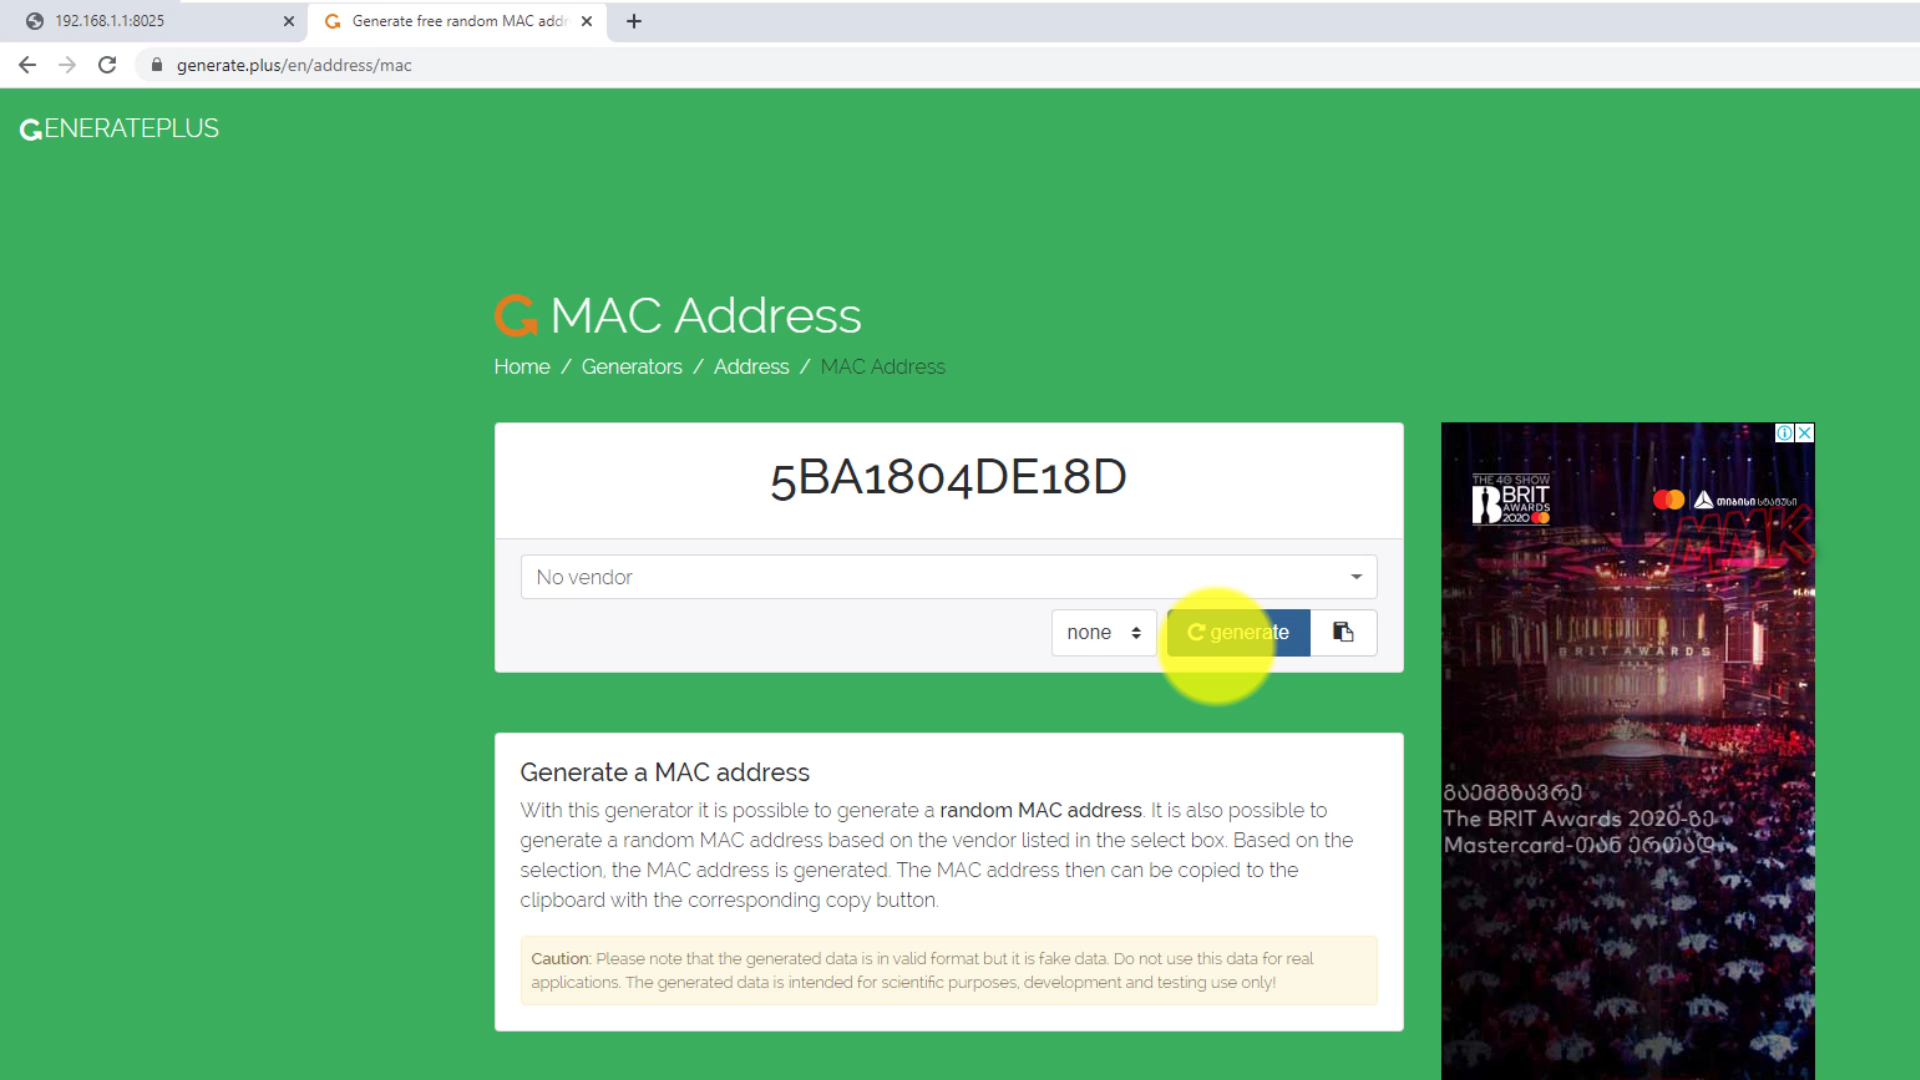 192.168.1.1:8025
Generate free random MAC addr
generate.plus/en/address/mac
GENERATEPLUS
MAC Address
Home / Generators / Address / MAC Address
5BA1804DE18D
No vendor
none
generate
Generate a MAC address
With this generator it is possible to generate a random MAC address. It is also possible to
generate a random MAC address based on the vendor listed in the select box. Based on the
selection, the MAC address is generated. The MAC address then can be copied to the
clipboard with the corresponding copy button.
Caution: Please note that the generated data is in valid format but it is fake data. Do not use this data for real
applications. The generated data is intended for scientific purposes, development and testing use only!
THE 40 SHOW
BRIT
AWARDS
2020
თიბისი სტატუსი
MMK
BRIT AWARDS
გაემგზავრე
The BRIT Awards 2020-ზე
Mastercard-თან ერთად